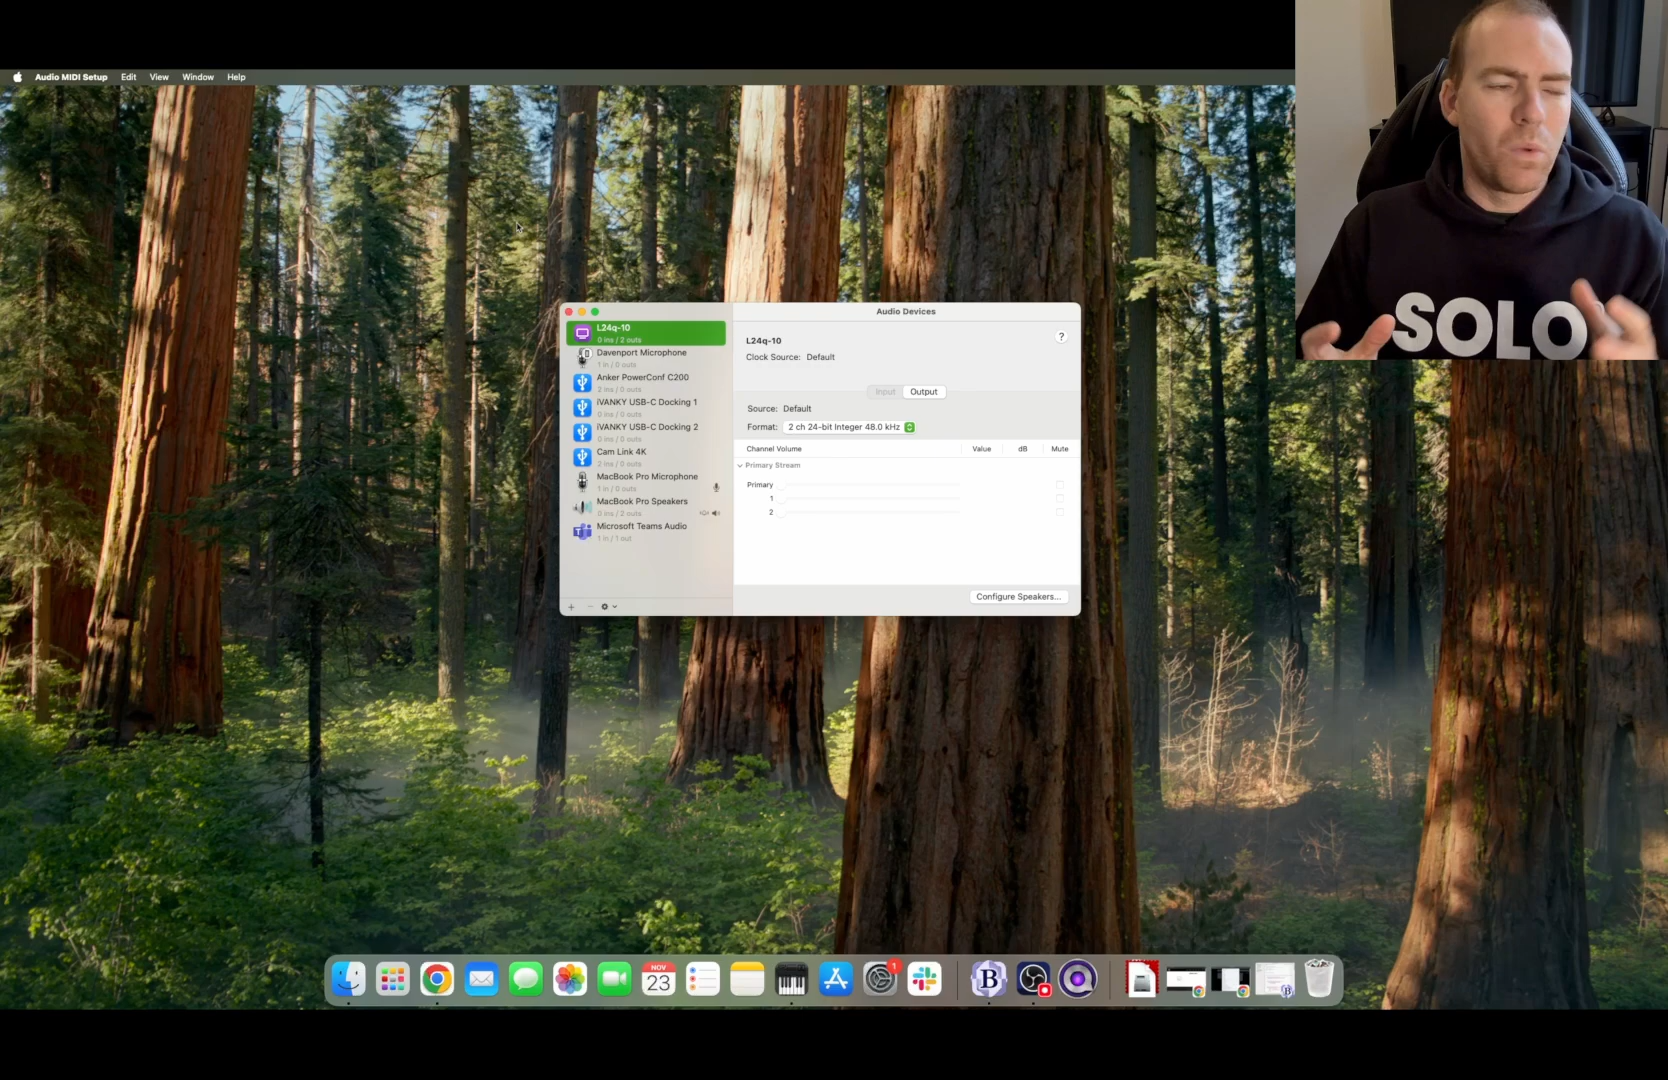 Audio MIDI Setup Edit View Window Help
SOLO
Audio Devices
L24q-10
0 ins / 2 outs
Davenport Microphone
1 in / 0 outs
Anker PowerConf C200
2 ins / 0 outs
iVANKY USB-C Docking 1
0 ins / 0 outs
iVANKY USB-C Docking 2
0 ins / 0 outs
Cam Link 4K
2 ins / 0 outs
MacBook Pro Microphone
1 in / 0 outs
MacBook Pro Speakers
0 ins / 2 outs
Microsoft Teams Audio
1 in / 1 out
L24q-10
?
Clock Source: Default
Input Output
Source: Default
Format: 2 ch 24-bit Integer 48.0 kHz
Channel Volume Value dB Mute
Primary Stream
Primary
1
2
Configure Speakers...
NOV
23
1
B